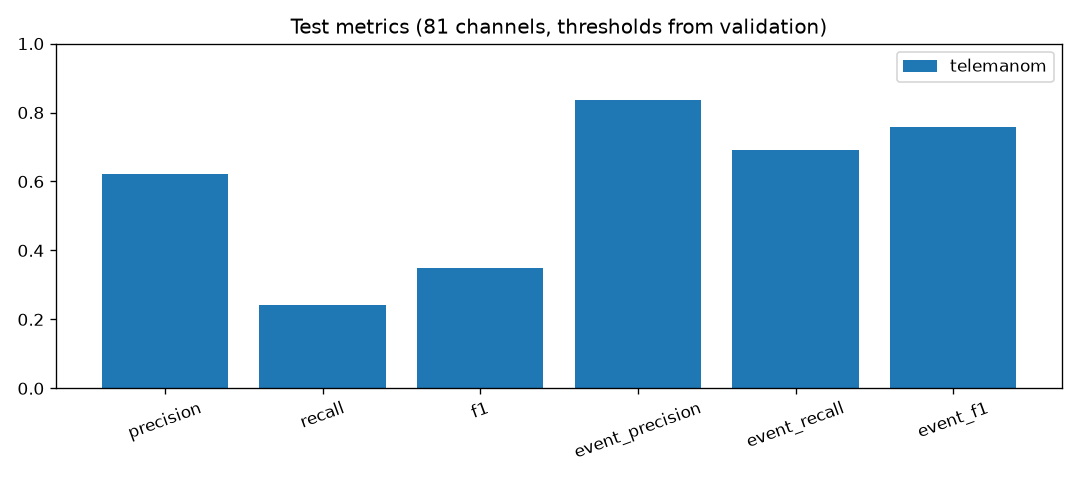 Test metrics (81 channels, thresholds from validation)
telemanom
1.0
0.8
0.6
0.4
0.2
0.0
precision
recall
f1
event_precision
event_recall
event_f1